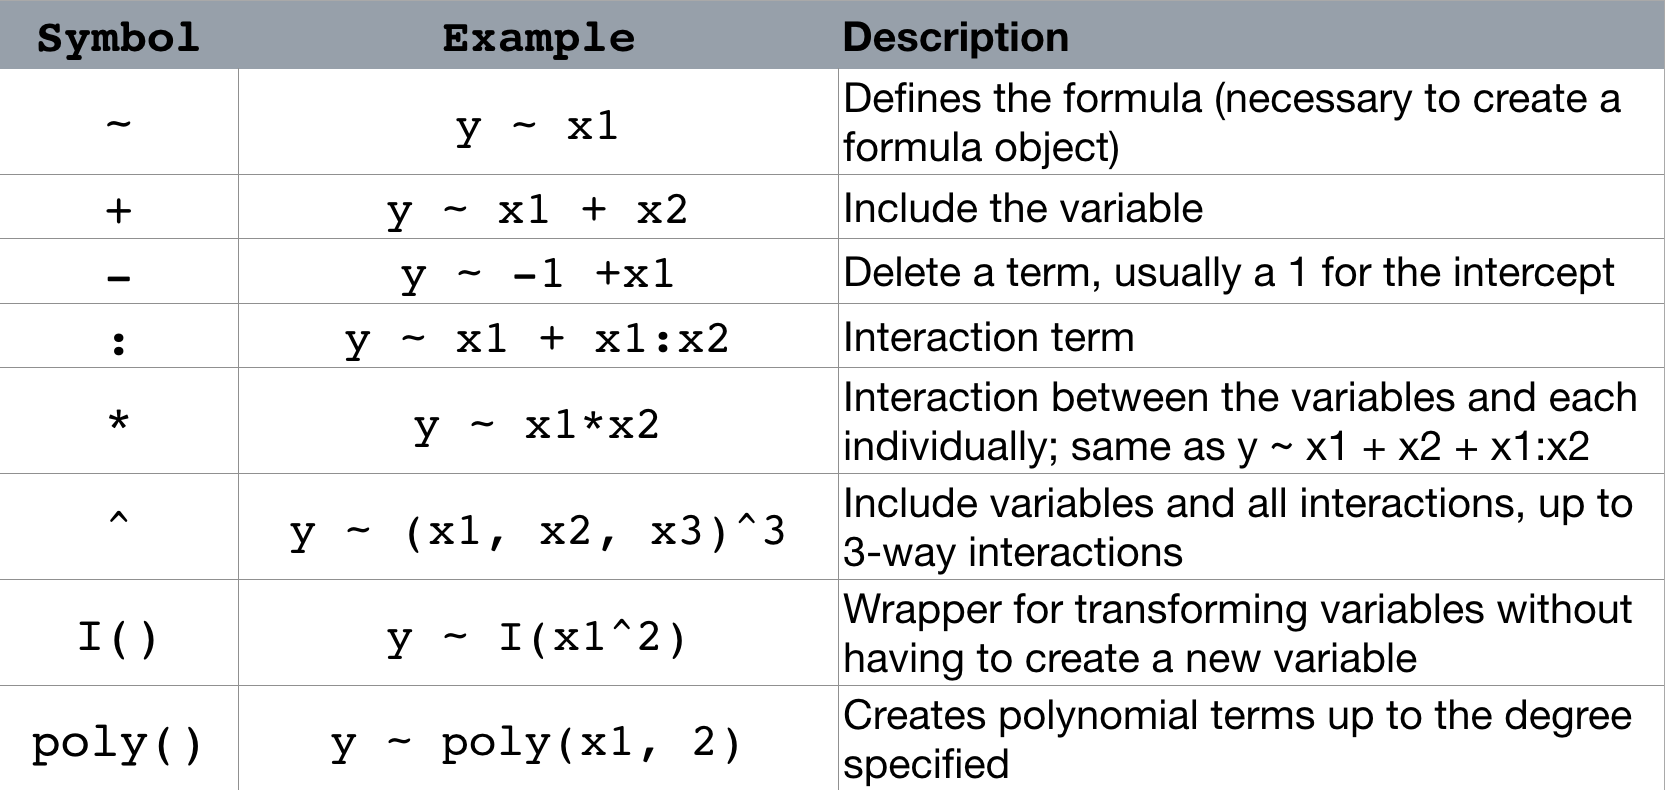 Symbol Example Description
~ y ~ x1 Defines the formula (necessary to create a
formula object)
+ y ~ x1 + x2 Include the variable
- y ~ -1 +x1 Delete a term, usually a 1 for the intercept
: y ~ x1 + x1:x2 Interaction term
* y ~ x1*x2 Interaction between the variables and each
individually; same as y ~ x1 + x2 + x1:x2
^ y ~ (x1, x2, x3)^3 Include variables and all interactions, up to
3-way interactions
I() y ~ I(x1^2) Wrapper for transforming variables without
having to create a new variable
poly() y ~ poly(x1, 2) Creates polynomial terms up to the degree
specified